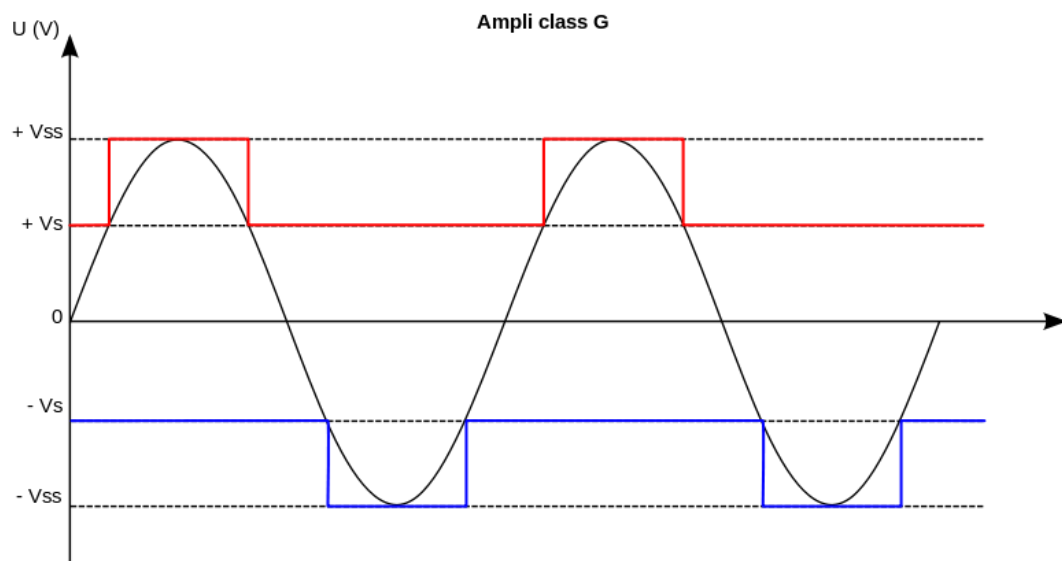 Ampli class G
U (V)
+ Vss
+ Vs
0
- Vs
- Vss